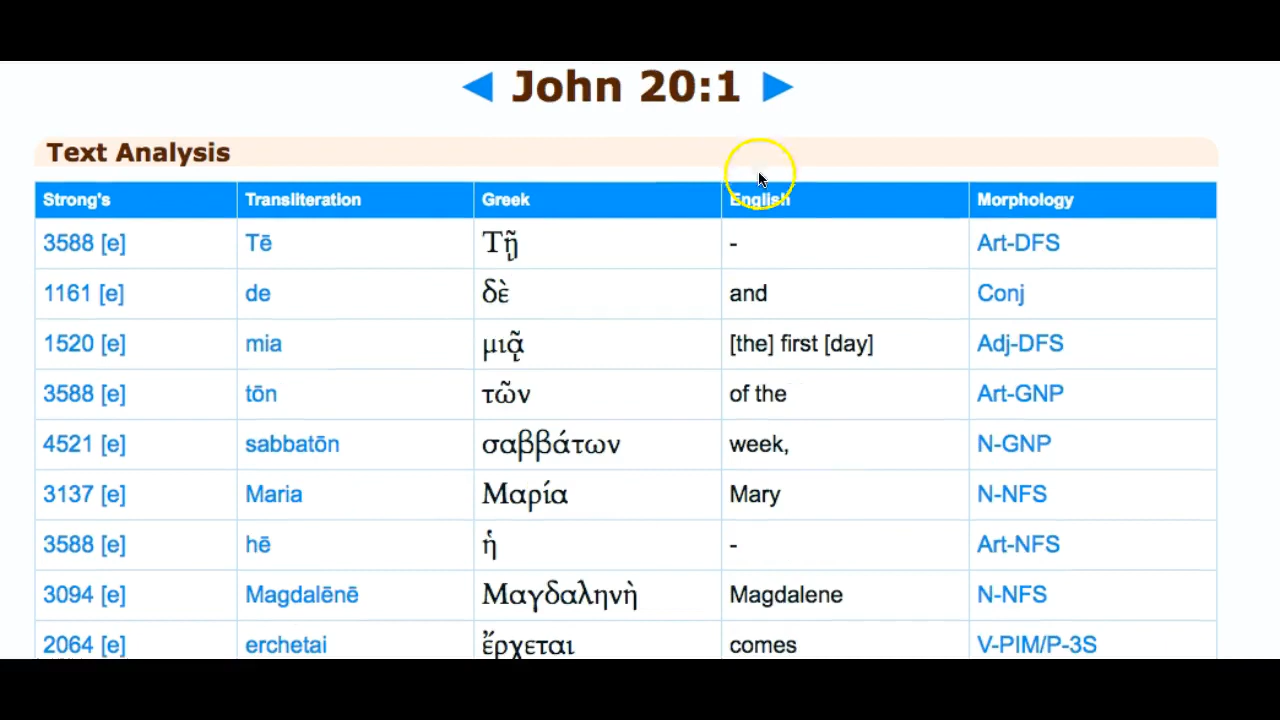 ◀ John 20:1 ▶
Text Analysis
Strong's Transliteration Greek English Morphology
3588 [e] Tē Τῇ - Art-DFS
1161 [e] de δὲ and Conj
1520 [e] mia μιᾷ [the] first [day] Adj-DFS
3588 [e] tōn τῶν of the Art-GNP
4521 [e] sabbatōn σαββάτων week, N-GNP
3137 [e] Maria Μαρία Mary N-NFS
3588 [e] hē ἡ - Art-NFS
3094 [e] Magdalēnē Μαγδαληνὴ Magdalene N-NFS
2064 [e] erchetai ἔρχεται comes V-PIM/P-3S